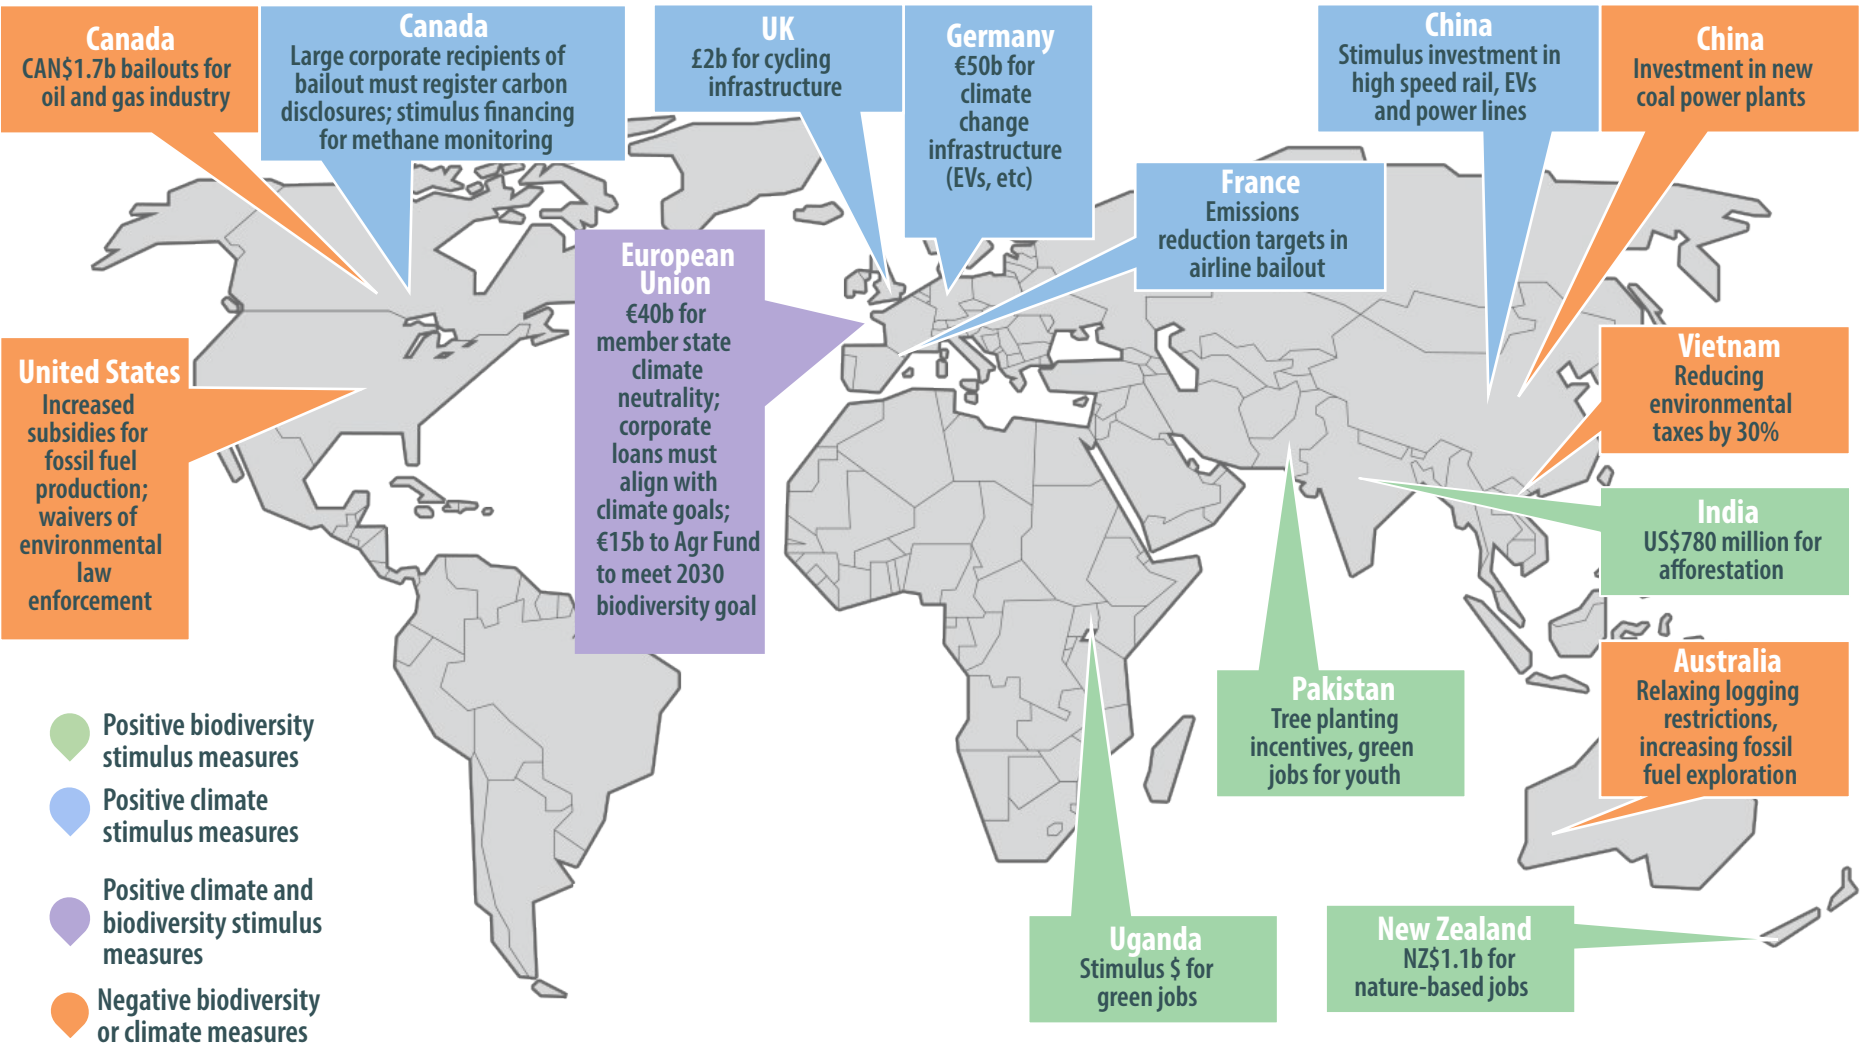 Canada
CAN$1.7b bailouts for
oil and gas industry
Canada
Large corporate recipients of
bailout must register carbon
disclosures; stimulus financing
for methane monitoring
UK
£2b for cycling
infrastructure
Germany
€50b for
climate
change
infrastructure
(EVs, etc)
China
Stimulus investment in
high speed rail, EVs
and power lines
China
Investment in new
coal power plants
France
Emissions
reduction targets in
airline bailout
European
Union
€40b for
member state
climate
neutrality;
corporate
loans must
align with
climate goals;
€15b to Agr Fund
to meet 2030
biodiversity goal
United States
Increased
subsidies for
fossil fuel
production;
waivers of
environmental
law
enforcement
Vietnam
Reducing
environmental
taxes by 30%
India
US$780 million for
afforestation
Pakistan
Tree planting
incentives, green
jobs for youth
Australia
Relaxing logging
restrictions,
increasing fossil
fuel exploration
Uganda
Stimulus $ for
green jobs
New Zealand
NZ$1.1b for
nature-based jobs
Positive biodiversity
stimulus measures
Positive climate
stimulus measures
Positive climate and
biodiversity stimulus
measures
Negative biodiversity
or climate measures